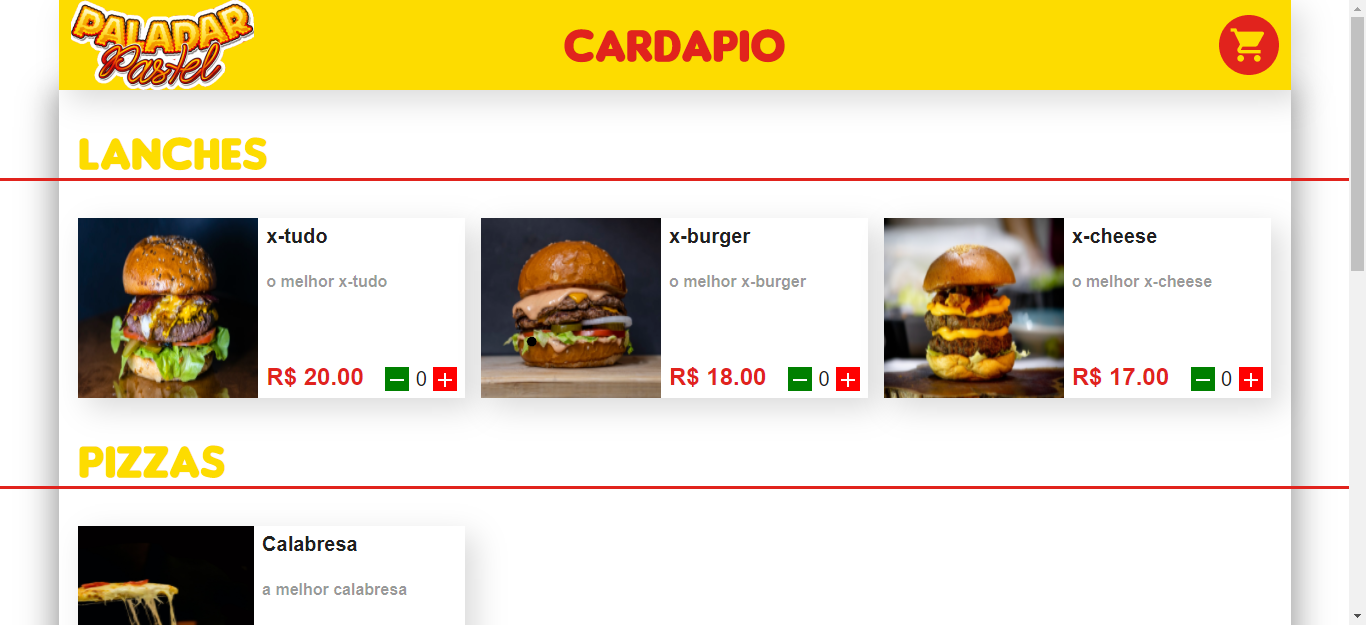 PALADAR
Pastel
CARDAPIO
LANCHES
x-tudo
o melhor x-tudo
R$ 20.00 0
x-burger
o melhor x-burger
R$ 18.00 0
x-cheese
o melhor x-cheese
R$ 17.00 0
PIZZAS
Calabresa
a melhor calabresa